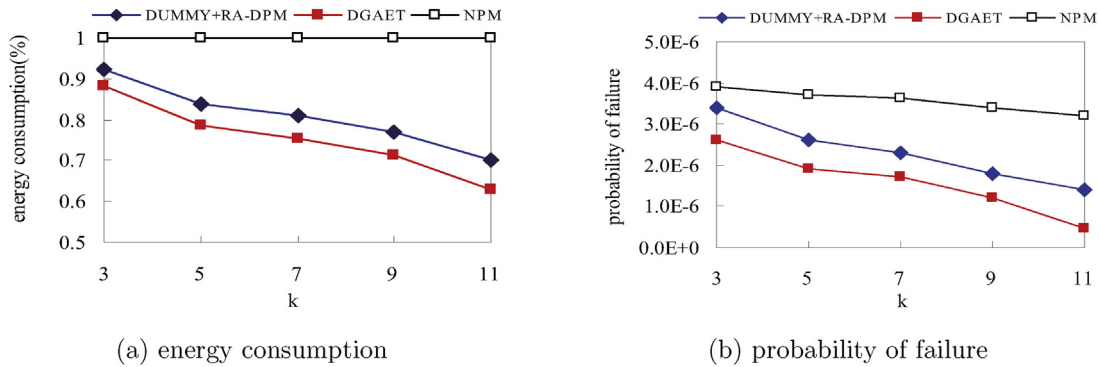 DUMMY+RA-DPM DGAET NPM
energy consumption(%)
1
0.9
0.8
0.7
0.6
0.5
3 5 7 9 11
k
(a) energy consumption
DUMMY+RA-DPM DGAET NPM
probability of failure
5.0E-6
4.0E-6
3.0E-6
2.0E-6
1.0E-6
0.0E+0
3 5 7 9 11
k
(b) probability of failure